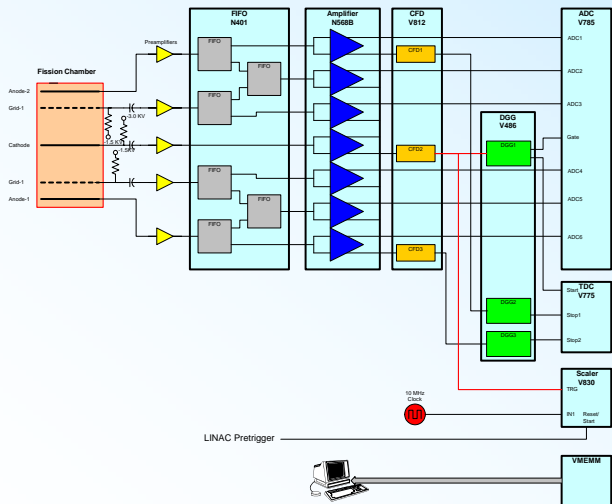 FIFO
N401
Amplifier
N568B
CFD
V812
ADC
V785
Preamplifiers
FIFO
FIFO
FIFO
CFD1
ADC1
ADC2
ADC3
Fission Chamber
Anode-2
Grid-1
-3.0 KV
-1.5 KV
Cathode
-1.5KV
Grid-1
Anode-1
DGG
V486
Gate
CFD2
DGG1
ADC4
FIFO
FIFO
FIFO
ADC5
ADC6
CFD3
TDC
V775
Start
DGG2
Stop1
DGG3
Stop2
Scaler
V830
TRG
10 MHz
Clock
IN1
Reset/
Start
LINAC Pretrigger
VMEMM